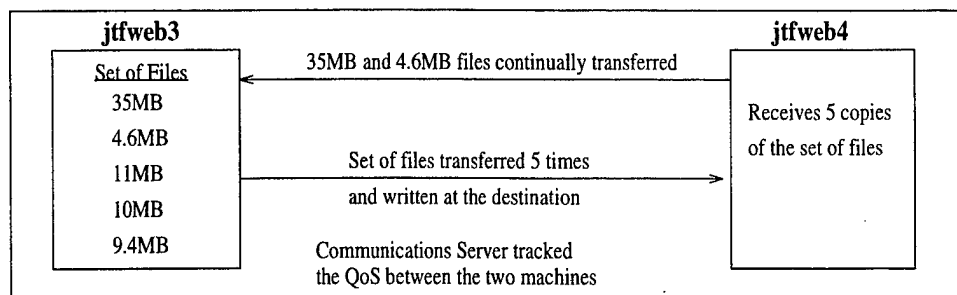 jtfweb3
jtfweb4
Set of Files
35MB
4.6MB
11MB
10MB
9.4MB
35MB and 4.6MB files continually transferred
Set of files transferred 5 times
and written at the destination
Communications Server tracked
the QoS between the two machines
Receives 5 copies
of the set of files